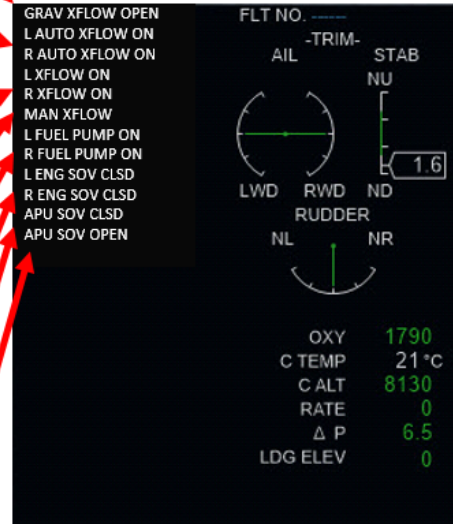 GRAV XFLOW OPEN
L AUTO XFLOW ON
R AUTO XFLOW ON
L XFLOW ON
R XFLOW ON
MAN XFLOW
L FUEL PUMP ON
R FUEL PUMP ON
L ENG SOV CLSD
R ENG SOV CLSD
APU SOV CLSD
APU SOV OPEN
FLT NO. ------
-TRIM-
AIL STAB
NU
1.6
LWD RWD ND
RUDDER
NL NR
OXY 1790
C TEMP 21 °C
C ALT 8130
RATE 0
Δ P 6.5
LDG ELEV 0